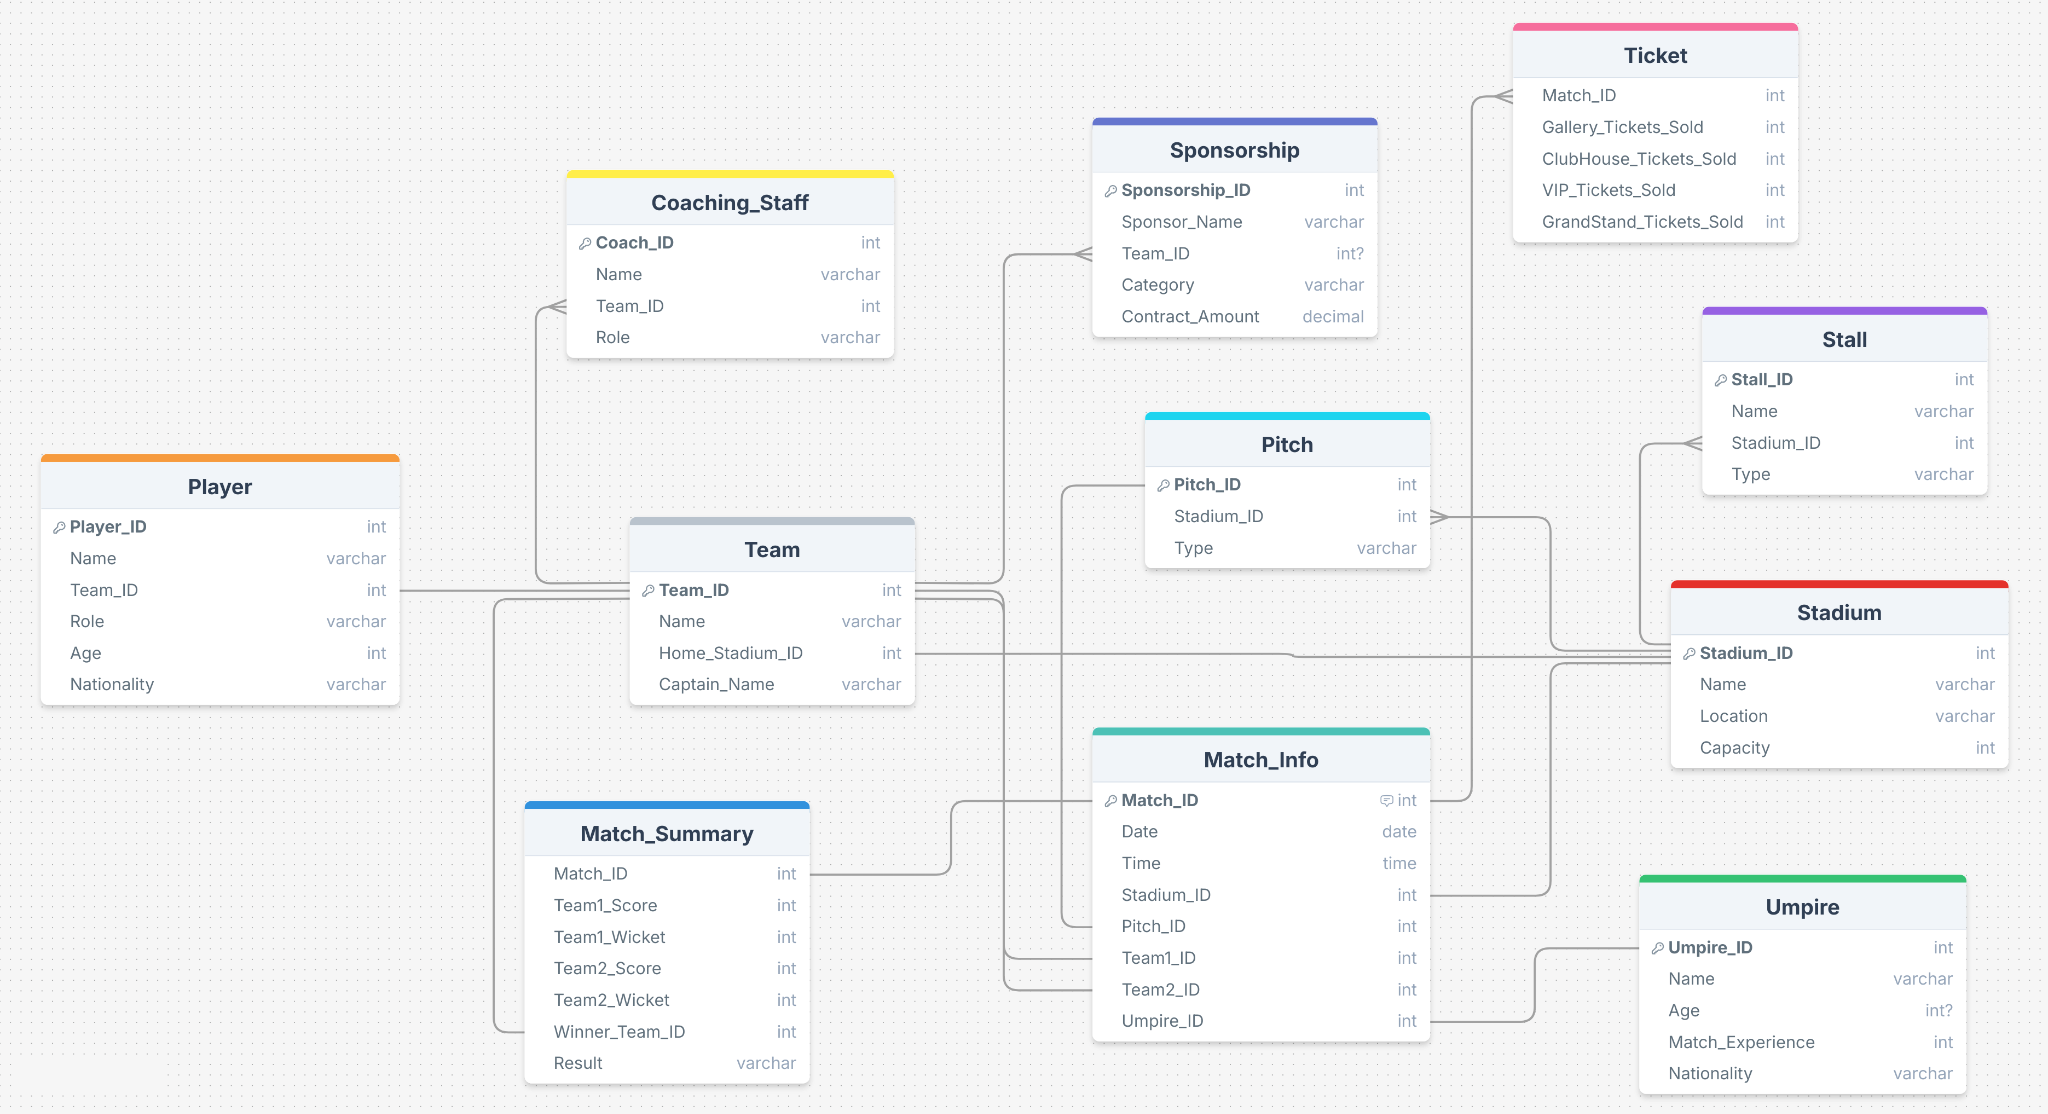 Ticket
Match_ID int
Gallery_Tickets_Sold int
ClubHouse_Tickets_Sold int
VIP_Tickets_Sold int
GrandStand_Tickets_Sold int
Sponsorship
Sponsorship_ID int
Sponsor_Name varchar
Team_ID int?
Category varchar
Contract_Amount decimal
Coaching_Staff
Coach_ID int
Name varchar
Team_ID int
Role varchar
Stall
Stall_ID int
Name varchar
Stadium_ID int
Type varchar
Pitch
Pitch_ID int
Stadium_ID int
Type varchar
Player
Player_ID int
Name varchar
Team_ID int
Role varchar
Age int
Nationality varchar
Team
Team_ID int
Name varchar
Home_Stadium_ID int
Captain_Name varchar
Stadium
Stadium_ID int
Name varchar
Location varchar
Capacity int
Match_Info
Match_ID int
Date date
Time time
Stadium_ID int
Pitch_ID int
Team1_ID int
Team2_ID int
Umpire_ID int
Match_Summary
Match_ID int
Team1_Score int
Team1_Wicket int
Team2_Score int
Team2_Wicket int
Winner_Team_ID int
Result varchar
Umpire
Umpire_ID int
Name varchar
Age int?
Match_Experience int
Nationality varchar